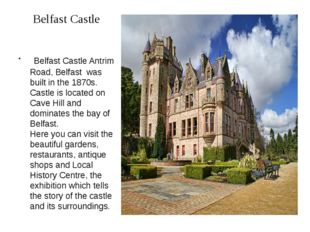 Belfast Castle
• Belfast Castle Antrim
Road, Belfast was
built in the 1870s.
Castle is located on
Cave Hill and
dominates the bay of
Belfast.
Here you can visit the
beautiful gardens,
restaurants, antique
shops and Local
History Centre, the
exhibition which tells
the story of the castle
and its surroundings.